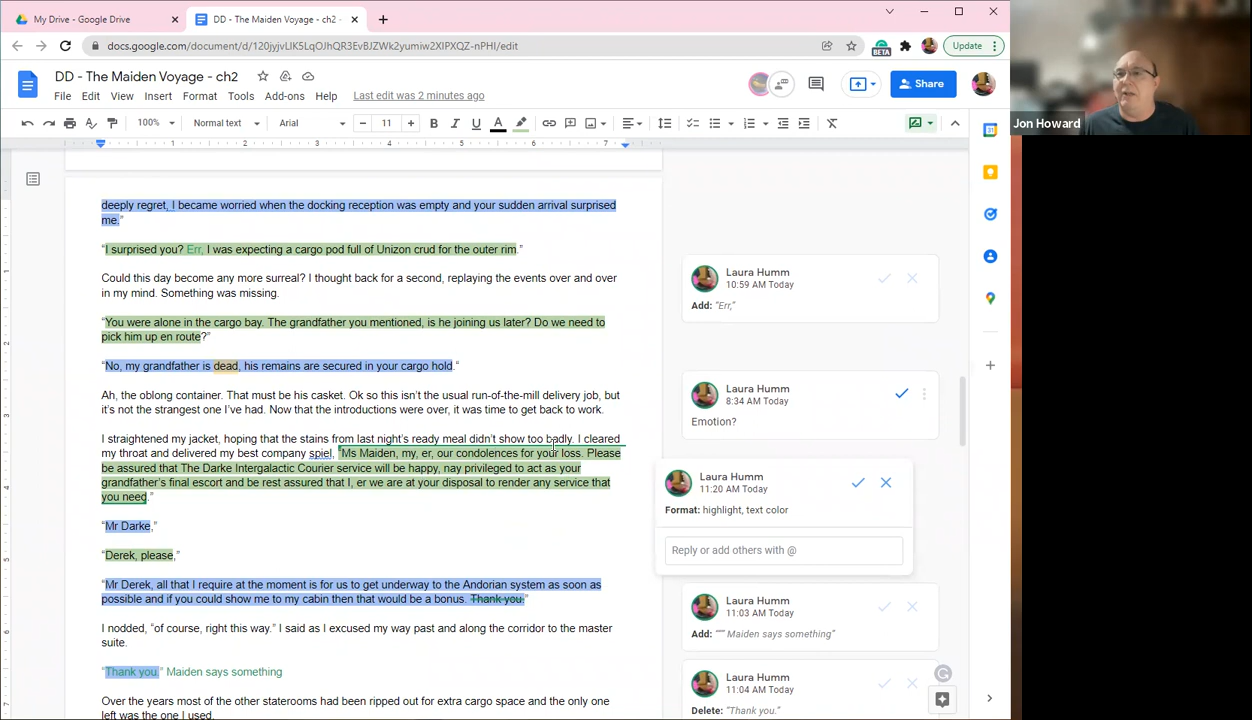 My Drive - Google Drive
DD - The Maiden Voyage - ch2 -
docs.google.com/document/d/120jyjvLIK5LqOJhQR3EvBJZWk2yumiw2XIPXQZ-nPHI/edit
BETA
Update
DD - The Maiden Voyage - ch2
Share
File Edit View Insert Format Tools Add-ons Help Last edit was 2 minutes ago
100% Normal text Arial 11
Jon Howard
1 2 3 4 5 6 7
deeply regret, I became worried when the docking reception was empty and your sudden arrival surprised
me.”
“I surprised you? Err, I was expecting a cargo pod full of Unizon crud for the outer rim.”
Could this day become any more surreal? I thought back for a second, replaying the events over and over
in my mind. Something was missing.
“You were alone in the cargo bay. The grandfather you mentioned, is he joining us later? Do we need to
pick him up en route?”
“No, my grandfather is dead, his remains are secured in your cargo hold.”
Ah, the oblong container. That must be his casket. Ok so this isn’t the usual run-of-the-mill delivery job, but
it’s not the strangest one I’ve had. Now that the introductions were over, it was time to get back to work.
I straightened my jacket, hoping that the stains from last night’s ready meal didn’t show too badly. I cleared
my throat and delivered my best company spiel, “Ms Maiden, my, er, our condolences for your loss. Please
be assured that The Darke Intergalactic Courier service will be happy, nay privileged to act as your
grandfather’s final escort and be rest assured that I, er we are at your disposal to render any service that
you need.”
“Mr Darke,”
“Derek, please,”
“Mr Derek, all that I require at the moment is for us to get underway to the Andorian system as soon as
possible and if you could show me to my cabin then that would be a bonus. Thank you.”
I nodded, “of course, right this way.” I said as I excused my way past and along the corridor to the master
suite.
“Thank you.” Maiden says something
Over the years most of the other staterooms had been ripped out for extra cargo space and the only one
left was the one I used.
Laura Humm
10:59 AM Today
Add: “Err,”
Laura Humm
8:34 AM Today
Emotion?
Laura Humm
11:20 AM Today
Format: highlight, text color
Reply or add others with @
Laura Humm
11:03 AM Today
Add: “”” Maiden says something”
Laura Humm
11:04 AM Today
Delete: “Thank you.”